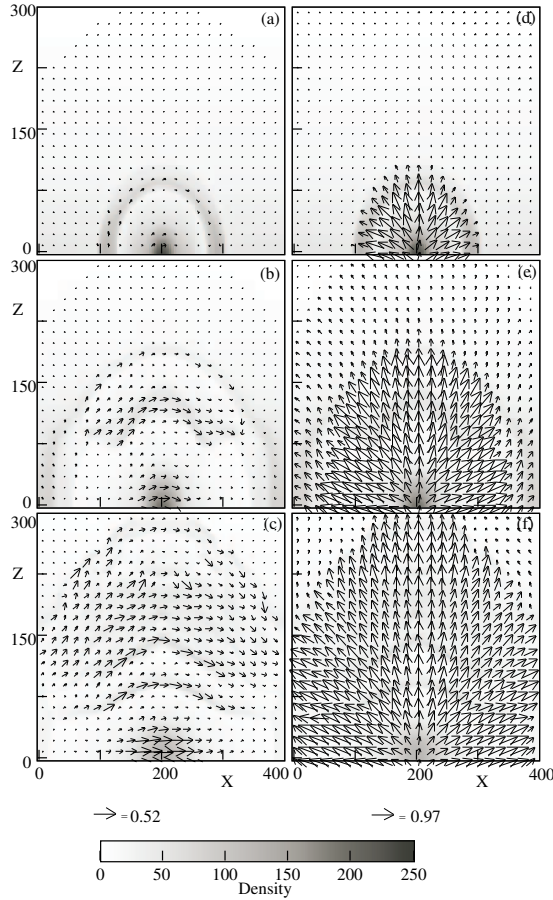 300 (a) (d)
Z
150
0
300 (b) (e)
Z
150
0
300 (c) (f)
Z
150
0
0 200 400 0 200 400
X X
= 0.52 = 0.97
0 50 100 150 200 250
Density